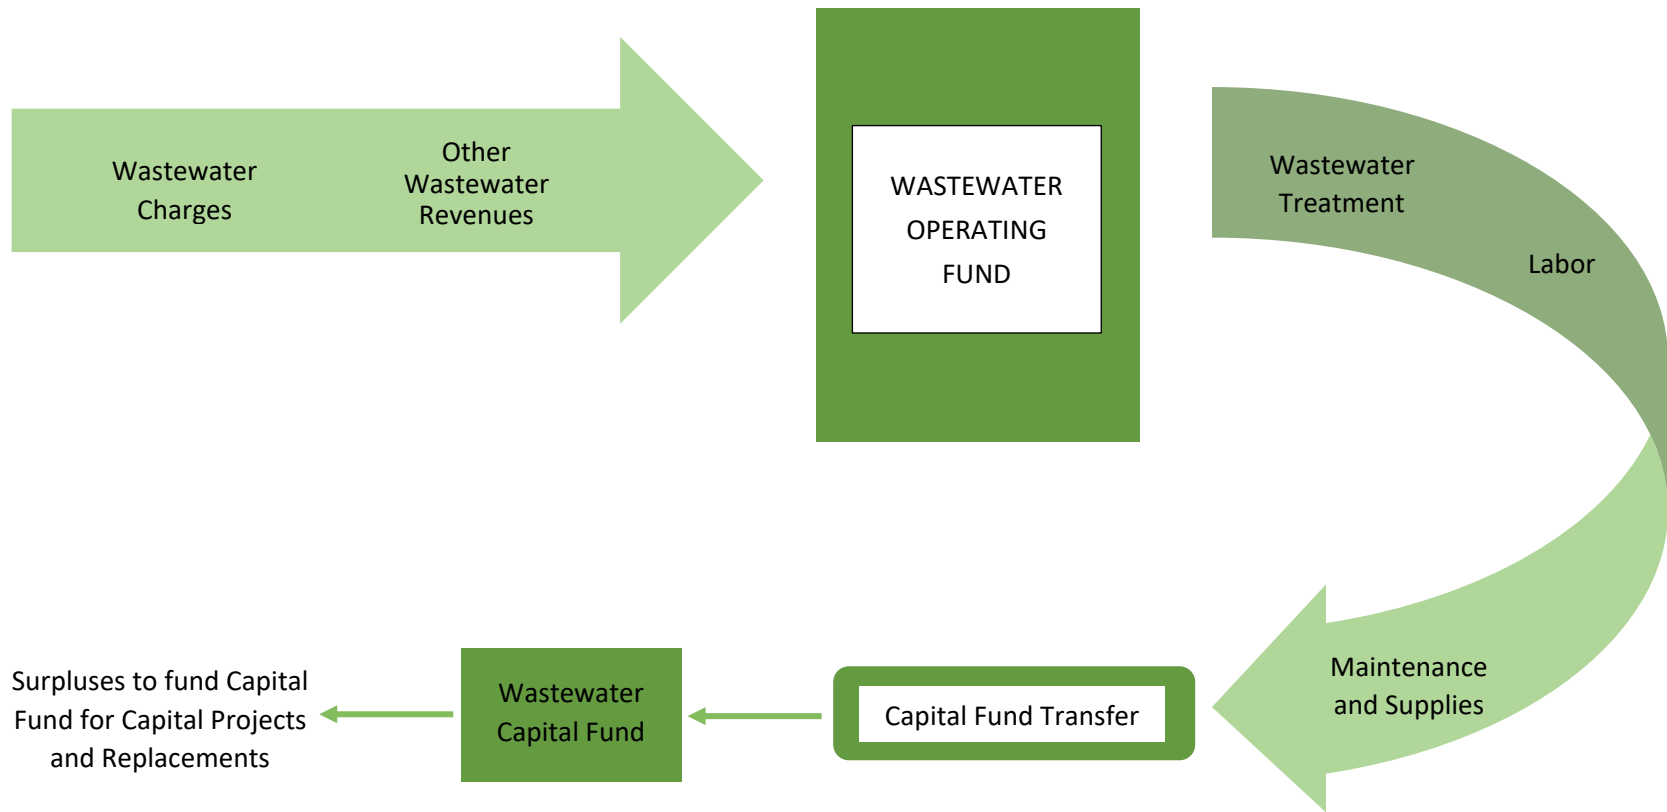 Wastewater
Charges
Other
Wastewater
Revenues
WASTEWATER
OPERATING
FUND
Wastewater
Treatment
Labor
Maintenance
and Supplies
Capital Fund Transfer
Wastewater
Capital Fund
Surpluses to fund Capital
Fund for Capital Projects
and Replacements